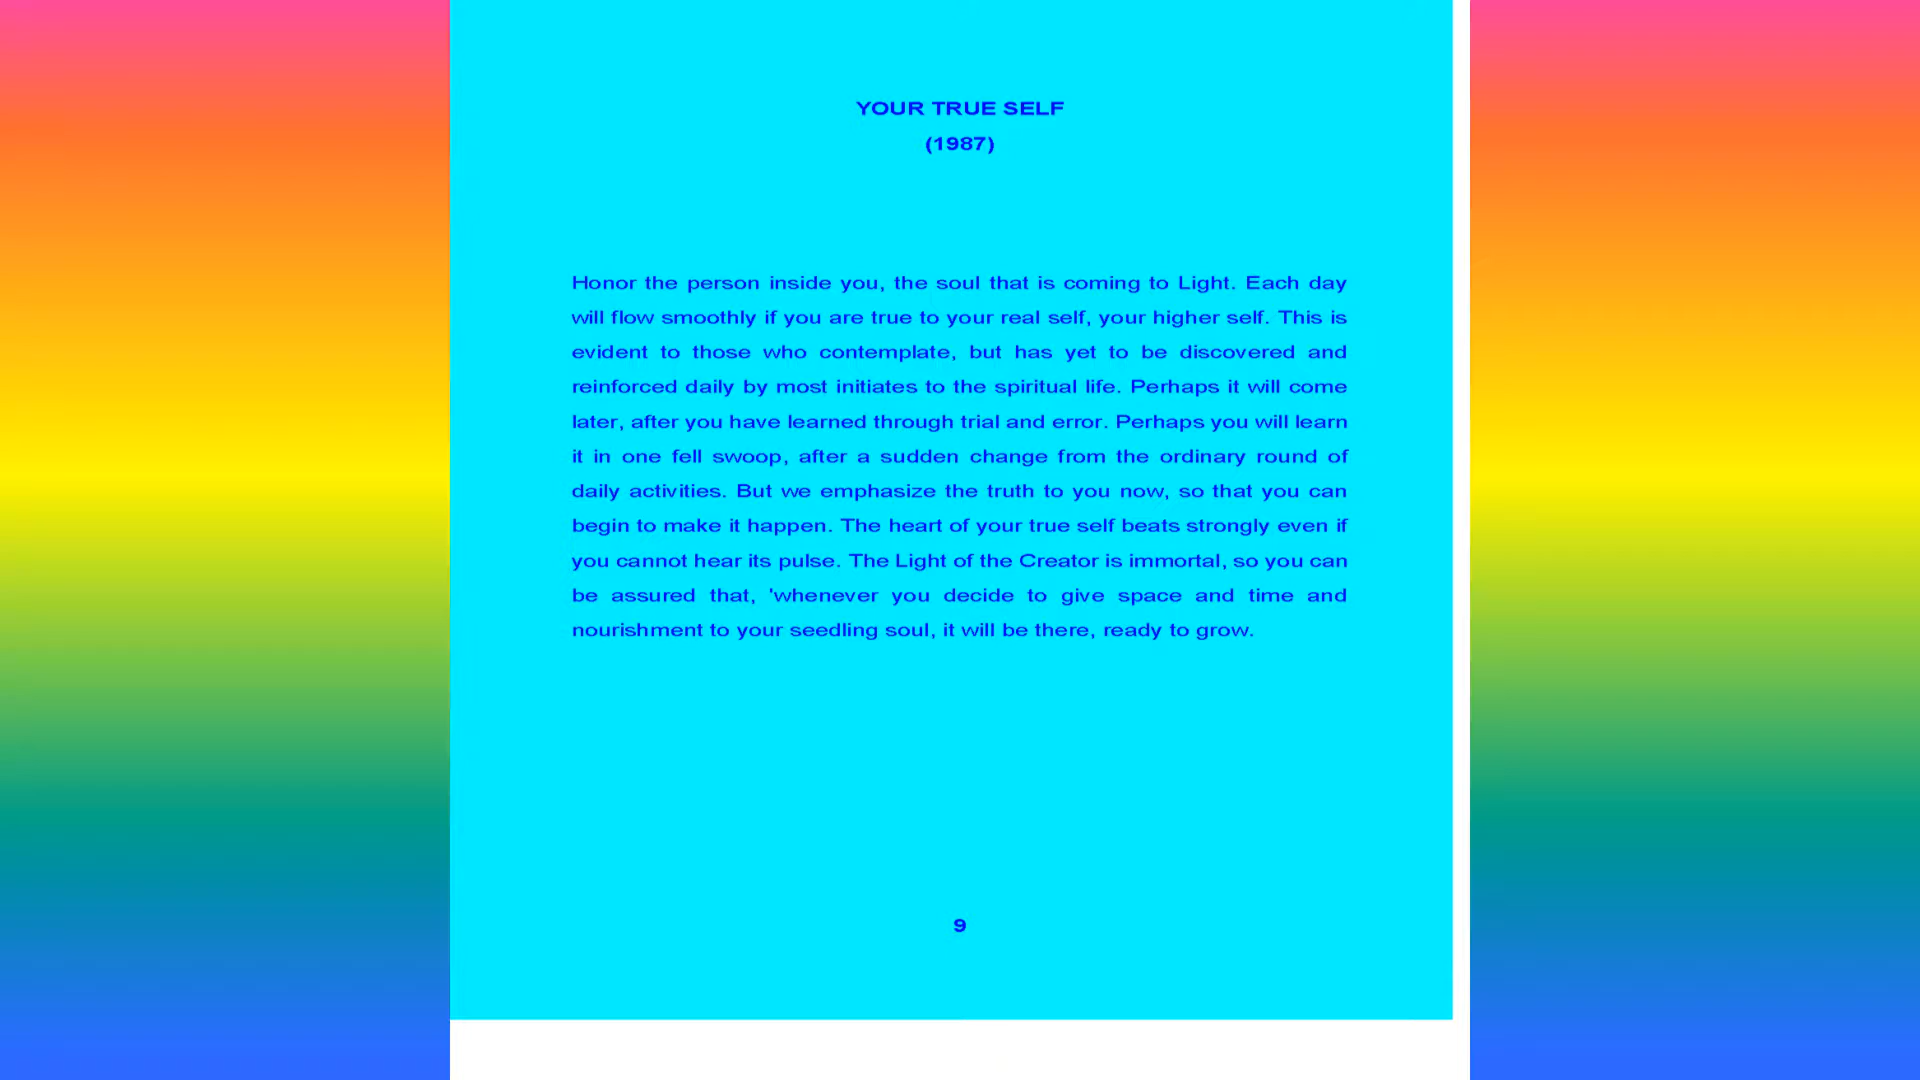 YOUR TRUE SELF
(1987)
Honor the person inside you, the soul that is coming to Light. Each day
will flow smoothly if you are true to your real self, your higher self. This is
evident to those who contemplate, but has yet to be discovered and
reinforced daily by most initiates to the spiritual life. Perhaps it will come
later, after you have learned through trial and error. Perhaps you will learn
it in one fell swoop, after a sudden change from the ordinary round of
daily activities. But we emphasize the truth to you now, so that you can
begin to make it happen. The heart of your true self beats strongly even if
you cannot hear its pulse. The Light of the Creator is immortal, so you can
be assured that, 'whenever you decide to give space and time and
nourishment to your seedling soul, it will be there, ready to grow.
9